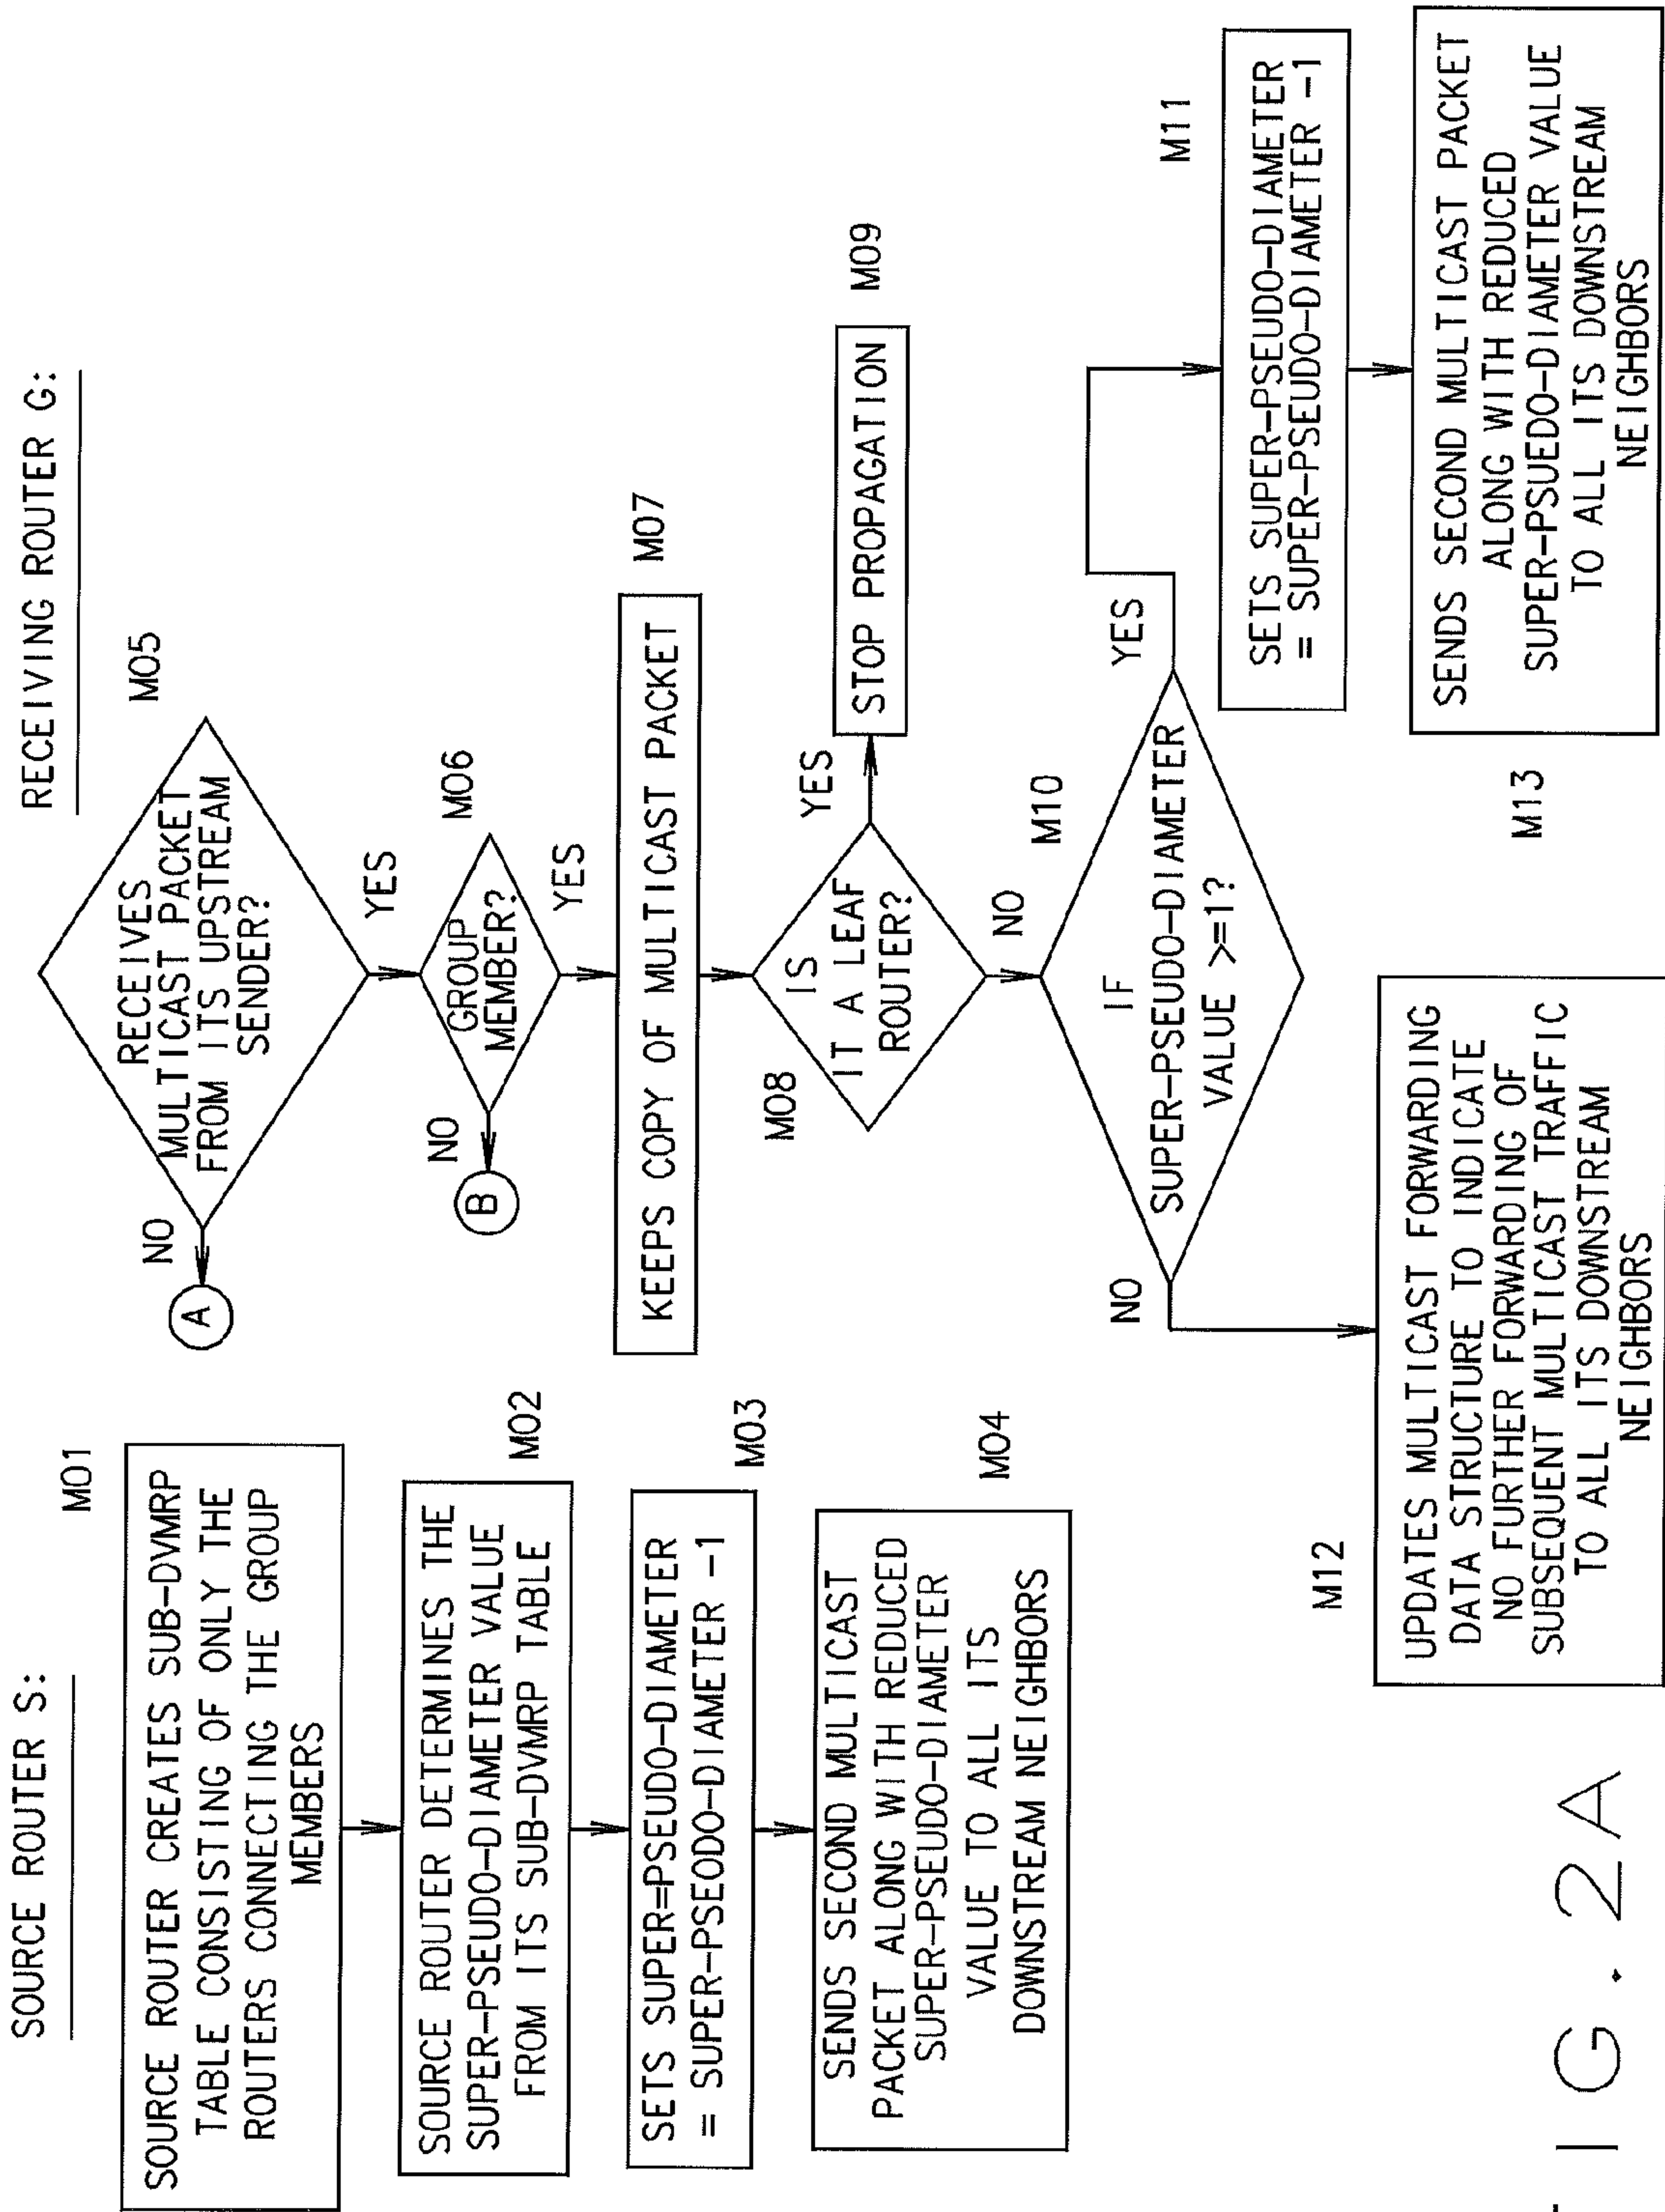 SOURCE ROUTER S:
M01
SOURCE ROUTER CREATES SUB-DVMRP
TABLE CONSISTING OF ONLY THE
ROUTERS CONNECTING THE GROUP
MEMBERS
M02
SOURCE ROUTER DETERMINES THE
SUPER-PSEUDO-DIAMETER VALUE
FROM ITS SUB-DVMRP TABLE
M03
SETS SUPER=PSEUDO-DIAMETER
= SUPER-PSEODO-DIAMETER -1
M04
SENDS SECOND MULTICAST
PACKET ALONG WITH REDUCED
SUPER-PSEUDO-DIAMETER
VALUE TO ALL ITS
DOWNSTREAM NEIGHBORS
RECEIVING ROUTER G:
M05
RECEIVES
MULTICAST PACKET
FROM ITS UPSTREAM
SENDER?
NO
A
YES
M06
GROUP
MEMBER?
NO
B
YES
M07
KEEPS COPY OF MULTICAST PACKET
M08
IS
IT A LEAF
ROUTER?
YES
M09
STOP PROPAGATION
NO
M10
IF
SUPER-PSEUDO-DIAMETER
VALUE >=1?
YES
M11
SETS SUPER-PSEUDO-DIAMETER
= SUPER-PSEUDO-DIAMETER -1
NO
M12
UPDATES MULTICAST FORWARDING
DATA STRUCTURE TO INDICATE
NO FURTHER FORWARDING OF
SUBSEQUENT MULTICAST TRAFFIC
TO ALL ITS DOWNSTREAM
NEIGHBORS
M13
SENDS SECOND MULTICAST PACKET
ALONG WITH REDUCED
SUPER-PSUEDO-DIAMETER VALUE
TO ALL ITS DOWNSTREAM
NEIGHBORS
IG. 2A